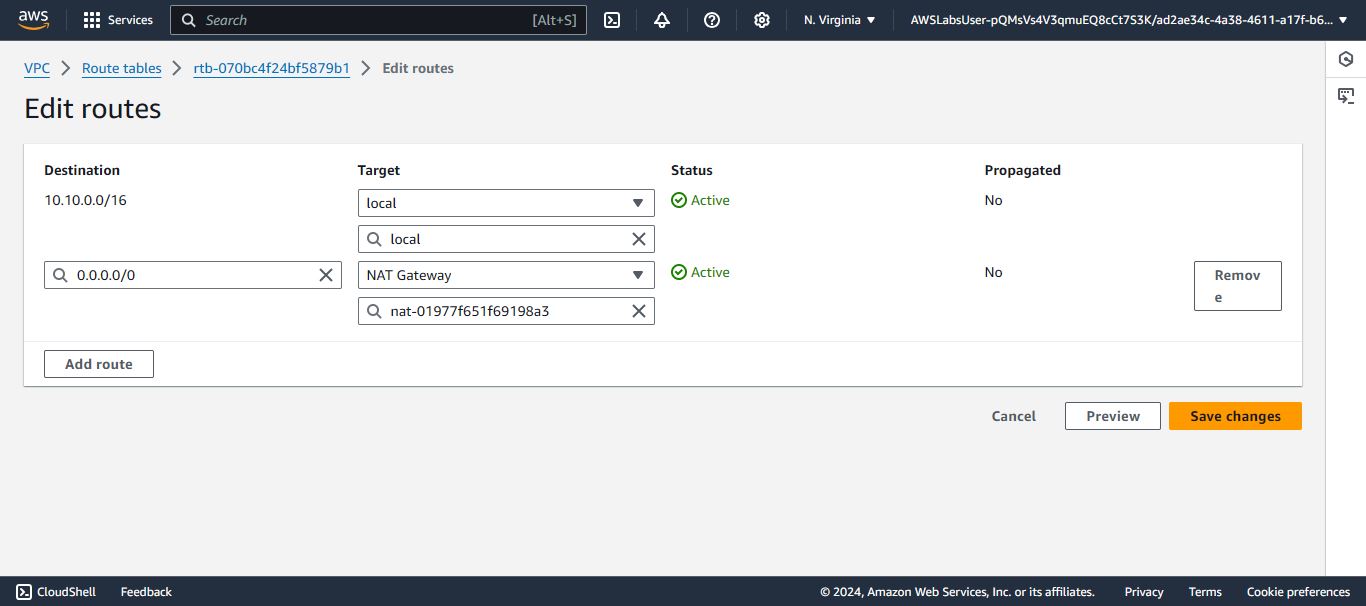 aws
Services
Search
[Alt+S]
N. Virginia
AWSLabsUser-pQMsVs4V3qmuEQ8cCt7S3K/ad2ae34c-4a38-4611-a17f-b6...
VPC
Route tables
rtb-070bc4f24bf5879b1
Edit routes
Edit routes
Destination
Target
Status
Propagated
10.10.0.0/16
local
Active
No
local
0.0.0.0/0
NAT Gateway
Active
No
Remov
e
nat-01977f651f69198a3
Add route
Cancel
Preview
Save changes
CloudShell
Feedback
© 2024, Amazon Web Services, Inc. or its affiliates.
Privacy
Terms
Cookie preferences